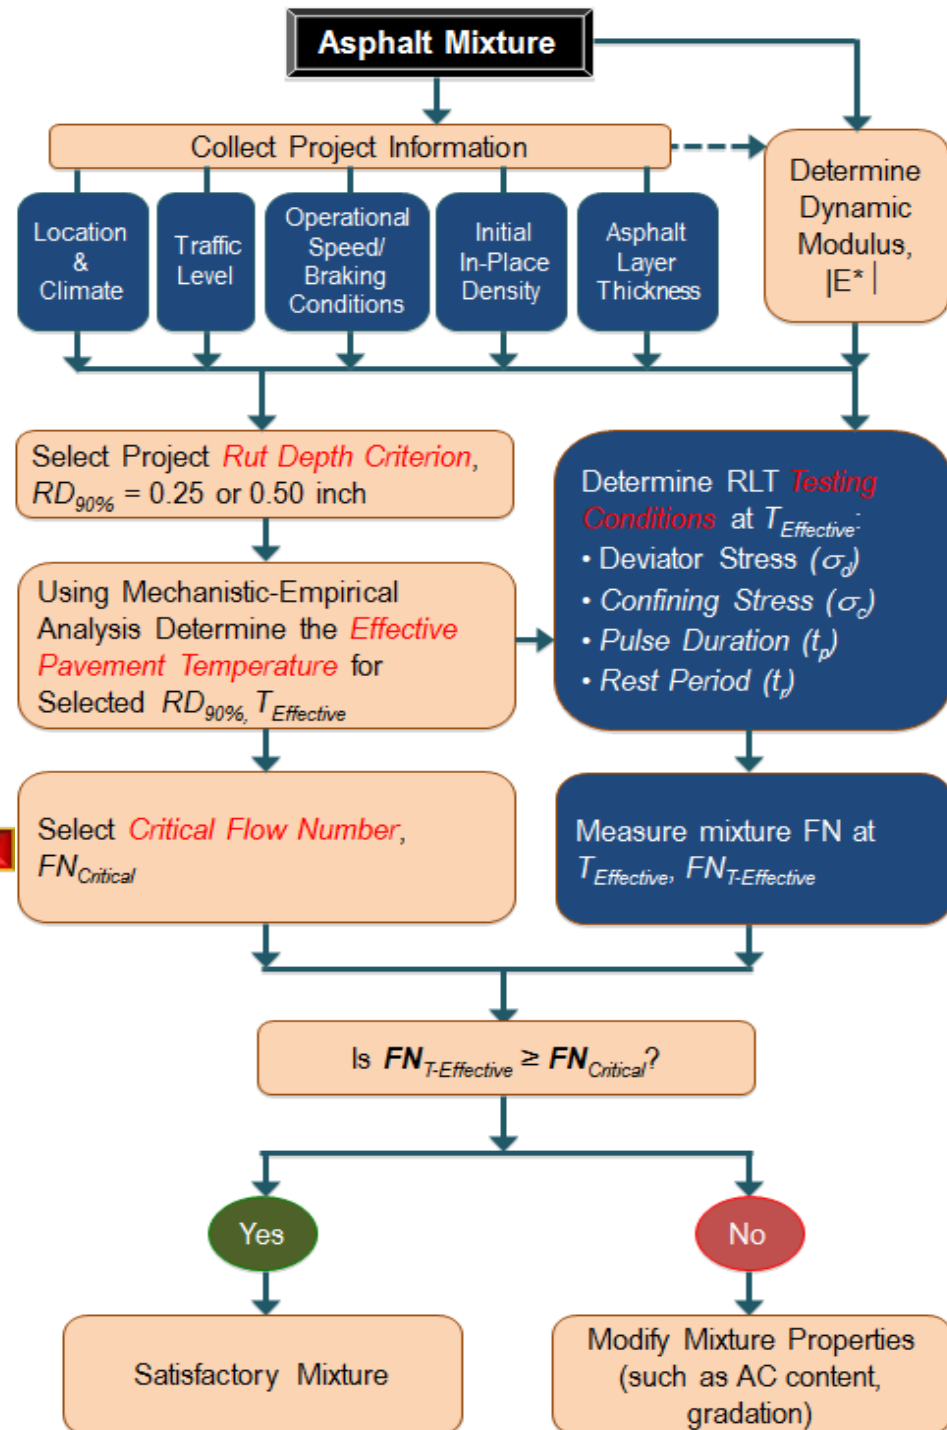 Asphalt Mixture
Collect Project Information
Determine
Dynamic
Modulus,
|E* |
Location
&
Climate
Traffic
Level
Operational
Speed/
Braking
Conditions
Initial
In-Place
Density
Asphalt
Layer
Thickness
Select Project Rut Depth Criterion,
RD90% = 0.25 or 0.50 inch
Using Mechanistic-Empirical
Analysis Determine the Effective
Pavement Temperature for
Selected RD90%, TEffective
Determine RLT Testing
Conditions at TEffective:
• Deviator Stress (σd)
• Confining Stress (σc)
• Pulse Duration (tp)
• Rest Period (tr)
Select Critical Flow Number,
FNCritical
Measure mixture FN at
TEffective, FNT-Effective
Is FNT-Effective ≥ FNCritical?
Yes
No
Satisfactory Mixture
Modify Mixture Properties
(such as AC content,
gradation)